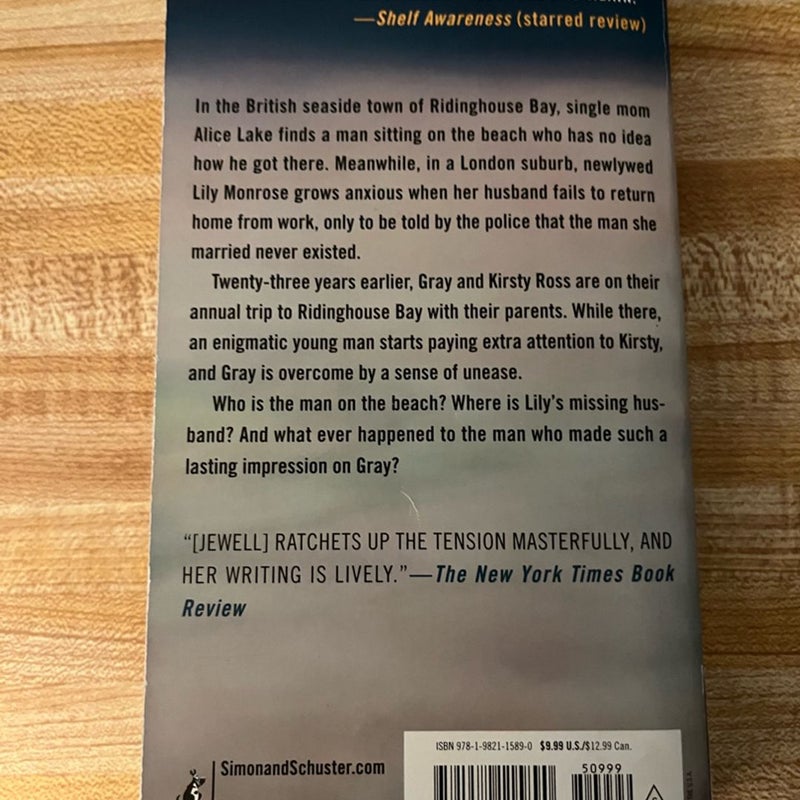 —Shelf Awareness (starred review)
In the British seaside town of Ridinghouse Bay, single mom
Alice Lake finds a man sitting on the beach who has no idea
how he got there. Meanwhile, in a London suburb, newlywed
Lily Monrose grows anxious when her husband fails to return
home from work, only to be told by the police that the man she
married never existed.
Twenty-three years earlier, Gray and Kirsty Ross are on their
annual trip to Ridinghouse Bay with their parents. While there,
an enigmatic young man starts paying extra attention to Kirsty,
and Gray is overcome by a sense of unease.
Who is the man on the beach? Where is Lily's missing hus-
band? And what ever happened to the man who made such a
lasting impression on Gray?
“[JEWELL] RATCHETS UP THE TENSION MASTERFULLY, AND
HER WRITING IS LIVELY.”—The New York Times Book
Review
ISBN 978-1-9821-1589-0 $9.99 U.S./$12.99 Can.
50999
SimonandSchuster.com